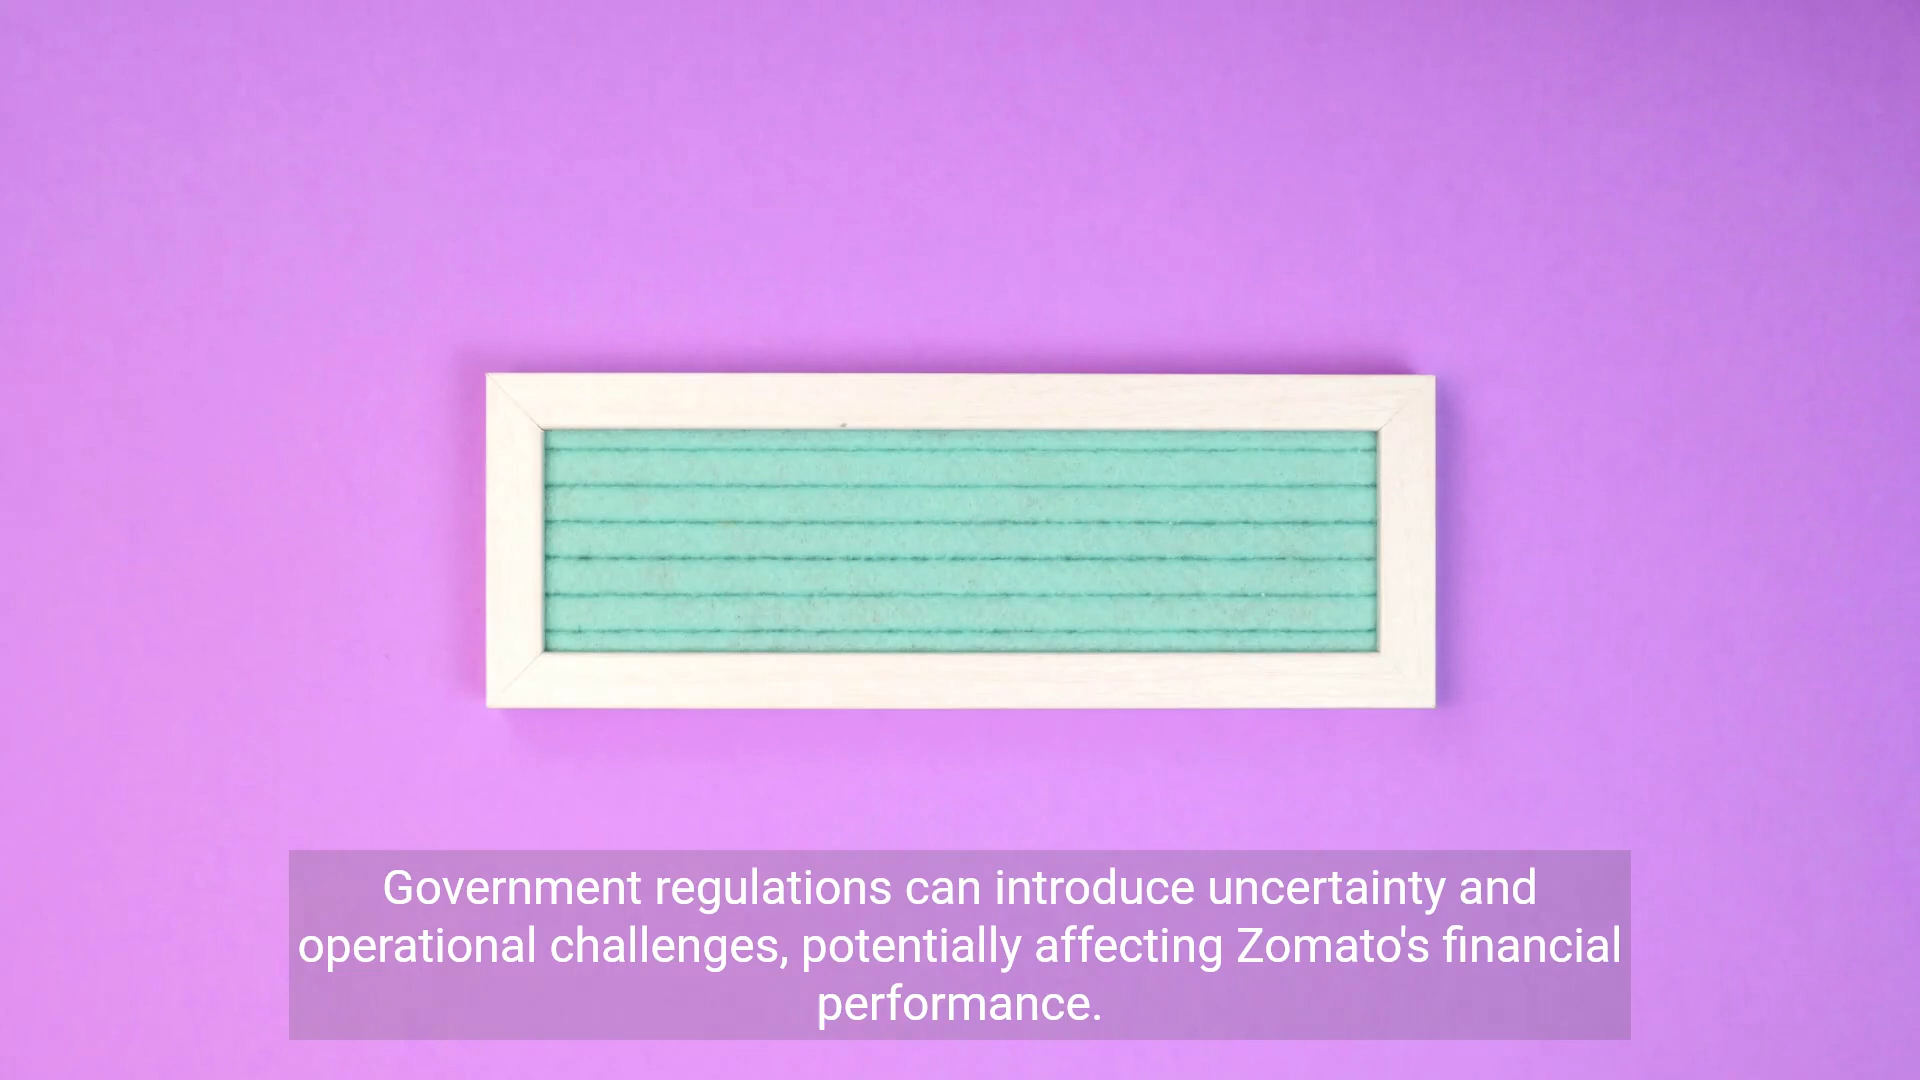 Government regulations can introduce uncertainty and
operational challenges, potentially affecting Zomato's financial
performance.